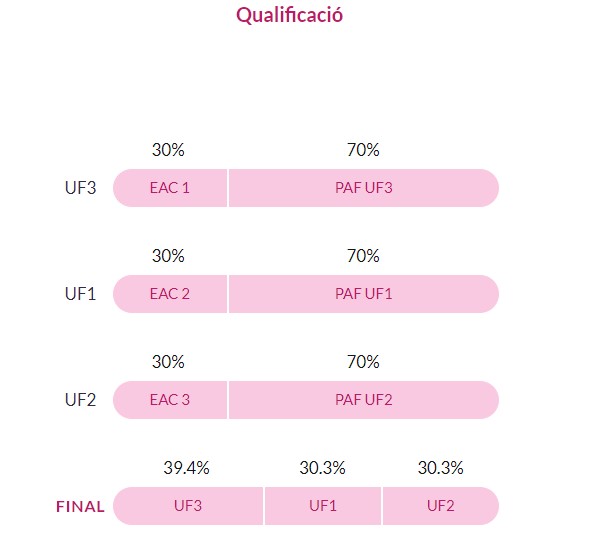 Qualificació
30% 70%
UF3 EAC 1 PAF UF3
30% 70%
UF1 EAC 2 PAF UF1
30% 70%
UF2 EAC 3 PAF UF2
39.4% 30.3% 30.3%
FINAL UF3 UF1 UF2